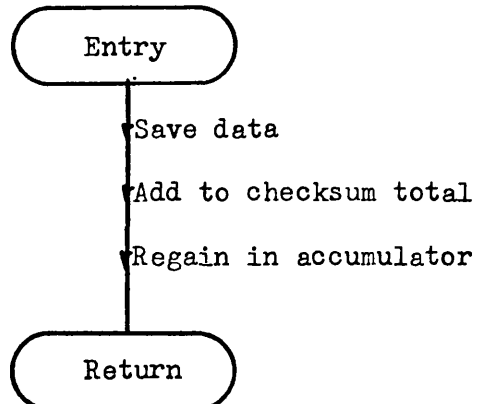 Entry
Save data
Add to checksum total
Regain in accumulator
Return